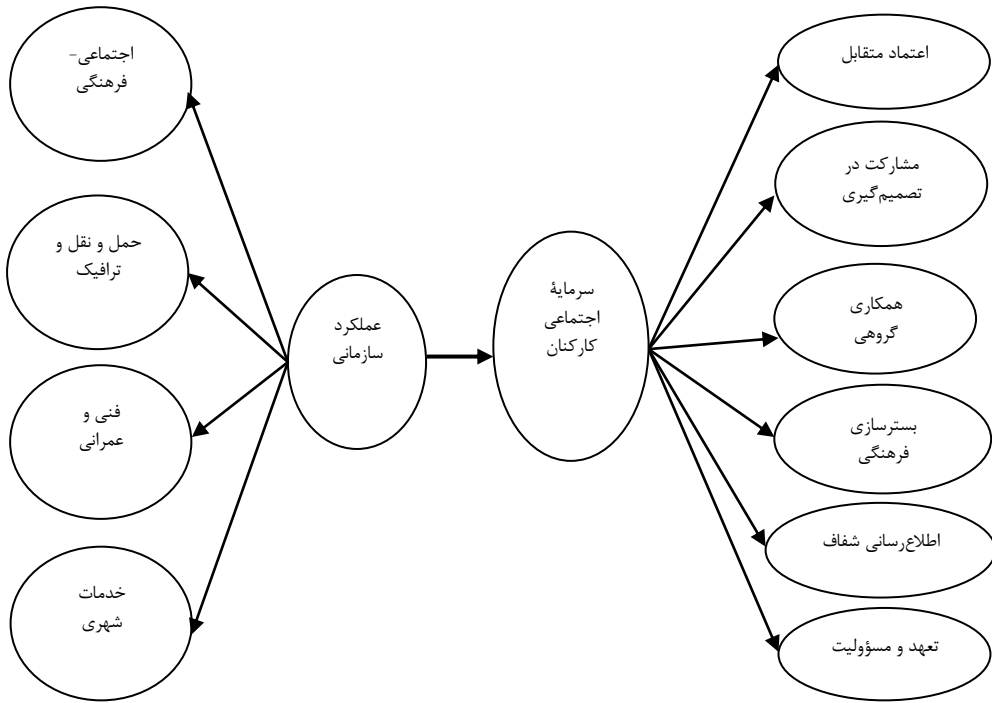 اعتماد متقابل
مشارکت در
تصمیم‌گیری
همکاری
گروهی
بسترسازی
فرهنگی
اطلاع‌رسانی شفاف
تعهد و مسؤولیت
سرمایۀ
اجتماعی
کارکنان
عملکرد
سازمانی
اجتماعی-
فرهنگی
حمل و نقل و
ترافیک
فنی و
عمرانی
خدمات
شهری